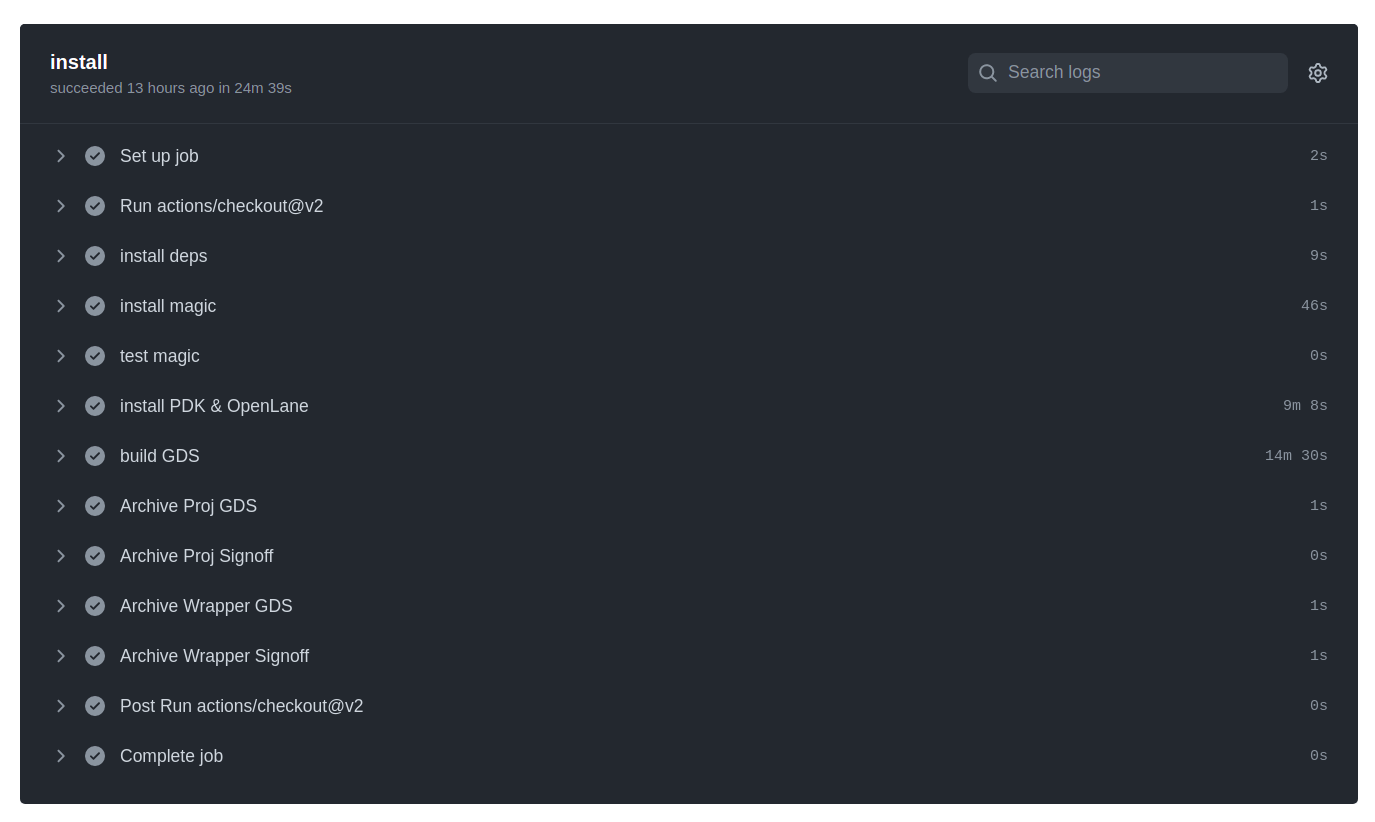 install
succeeded 13 hours ago in 24m 39s
Search logs
Set up job 2s
Run actions/checkout@v2 1s
install deps 9s
install magic 46s
test magic 0s
install PDK & OpenLane 9m 8s
build GDS 14m 30s
Archive Proj GDS 1s
Archive Proj Signoff 0s
Archive Wrapper GDS 1s
Archive Wrapper Signoff 1s
Post Run actions/checkout@v2 0s
Complete job 0s